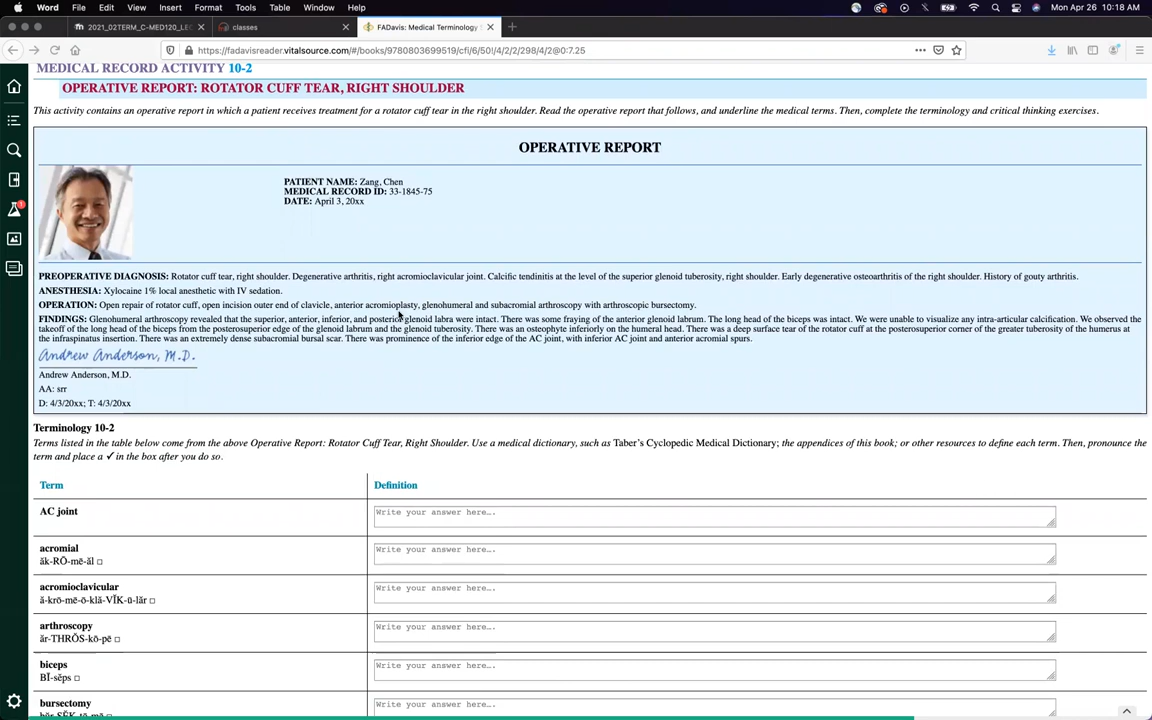 Word File Edit View Insert Format Tools Table Window Help Mon Apr 26 10:18 AM
2021_02TERM_C-MED120_LEC
classes
FADavis: Medical Terminology
https://fadavisreader.vitalsource.com/#/books/9780803699519/cfi/6/50!/4/2/2/298/4/2@0:7.25
MEDICAL RECORD ACTIVITY 10-2
OPERATIVE REPORT: ROTATOR CUFF TEAR, RIGHT SHOULDER
This activity contains an operative report in which a patient receives treatment for a rotator cuff tear in the right shoulder. Read the operative report that follows, and underline the medical terms. Then, complete the terminology and critical thinking exercises.
OPERATIVE REPORT
PATIENT NAME: Zang, Chen
MEDICAL RECORD ID: 33-1845-75
DATE: April 3, 20xx
PREOPERATIVE DIAGNOSIS: Rotator cuff tear, right shoulder. Degenerative arthritis, right acromioclavicular joint. Calcific tendinitis at the level of the superior glenoid tuberosity, right shoulder. Early degenerative osteoarthritis of the right shoulder. History of gouty arthritis.
ANESTHESIA: Xylocaine 1% local anesthetic with IV sedation.
OPERATION: Open repair of rotator cuff, open incision outer end of clavicle, anterior acromioplasty, glenohumeral and subacromial arthroscopy with arthroscopic bursectomy.
FINDINGS: Glenohumeral arthroscopy revealed that the superior, anterior, inferior, and posterior glenoid labra were intact. There was some fraying of the anterior glenoid labrum. The long head of the biceps was intact. We were unable to visualize any intra-articular calcification. We observed the
takeoff of the long head of the biceps from the posterosuperior edge of the glenoid labrum and the glenoid tuberosity. There was an osteophyte inferiorly on the humeral head. There was a deep surface tear of the rotator cuff at the posterosuperior corner of the greater tuberosity of the humerus at
the infraspinatus insertion. There was an extremely dense subacromial bursal scar. There was prominence of the inferior edge of the AC joint, with inferior AC joint and anterior acromial spurs.
Andrew Anderson, M.D.
Andrew Anderson, M.D.
AA: srr
D: 4/3/20xx; T: 4/3/20xx
Terminology 10-2
Terms listed in the table below come from the above Operative Report: Rotator Cuff Tear, Right Shoulder. Use a medical dictionary, such as Taber's Cyclopedic Medical Dictionary; the appendices of this book; or other resources to define each term. Then, pronounce the
term and place a ✓ in the box after you do so.
Term Definition
AC joint Write your answer here...
acromial Write your answer here...
ăk-RŌ-mē-ăl □
acromioclavicular Write your answer here...
ă-krō-mē-ō-klă-VĬK-ū-lăr □
arthroscopy Write your answer here...
ăr-THRŎS-kō-pē □
biceps Write your answer here...
BĪ-sĕps □
bursectomy Write your answer here...